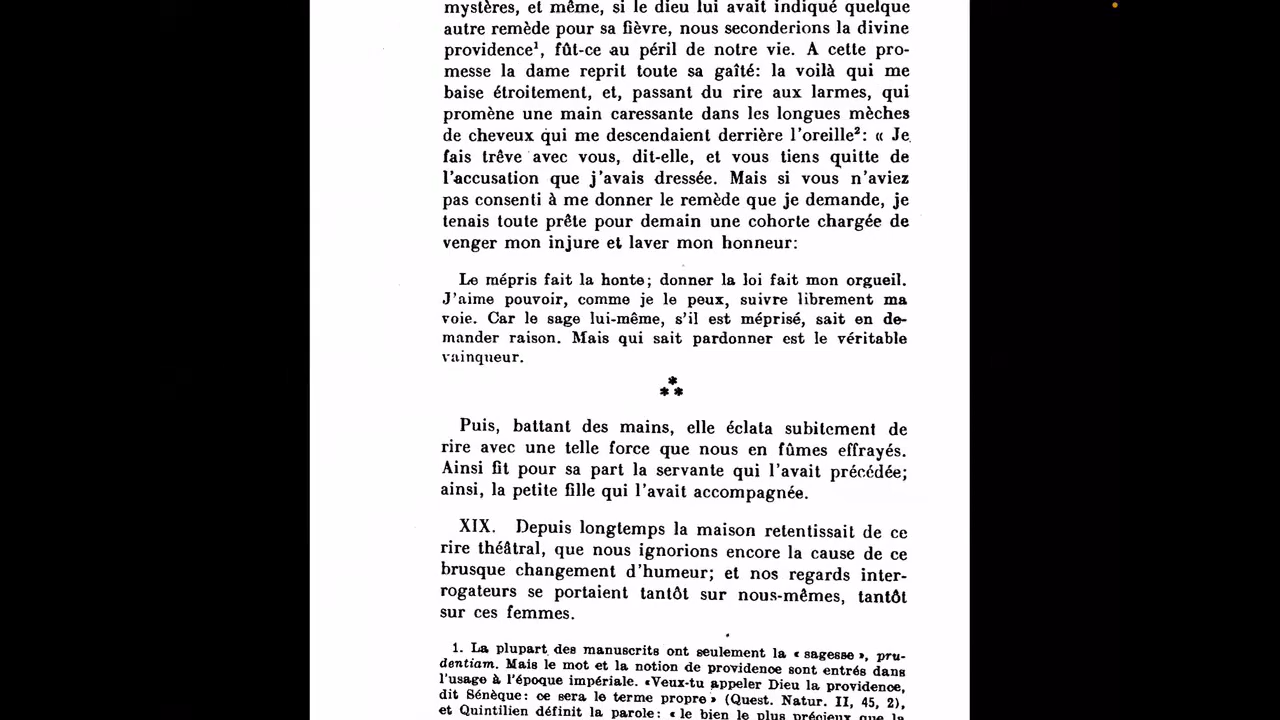 mystères, et même, si le dieu lui avait indiqué quelque
autre remède pour sa fièvre, nous seconderions la divine
providence¹, fût-ce au péril de notre vie. A cette pro-
messe la dame reprit toute sa gaîté: la voilà qui me
baise étroitement, et, passant du rire aux larmes, qui
promène une main caressante dans les longues mèches
de cheveux qui me descendaient derrière l'oreille²: « Je
fais trêve avec vous, dit-elle, et vous tiens quitte de
l'accusation que j'avais dressée. Mais si vous n'aviez
pas consenti à me donner le remède que je demande, je
tenais toute prête pour demain une cohorte chargée de
venger mon injure et laver mon honneur:
Le mépris fait la honte; donner la loi fait mon orgueil.
J'aime pouvoir, comme je le peux, suivre librement ma
voie. Car le sage lui-même, s'il est méprisé, sait en de-
mander raison. Mais qui sait pardonner est le véritable
vainqueur.
⁂
Puis, battant des mains, elle éclata subitement de
rire avec une telle force que nous en fûmes effrayés.
Ainsi fit pour sa part la servante qui l'avait précédée;
ainsi, la petite fille qui l'avait accompagnée.
XIX. Depuis longtemps la maison retentissait de ce
rire théâtral, que nous ignorions encore la cause de ce
brusque changement d'humeur; et nos regards inter-
rogateurs se portaient tantôt sur nous-mêmes, tantôt
sur ces femmes.
1. La plupart des manuscrits ont seulement la « sagesse », pru-
dentiam. Mais le mot et la notion de providence sont entrés dans
l'usage à l'époque impériale. «Veux-tu appeler Dieu la providence,
dit Sénèque: ce sera le terme propre» (Quest. Natur. II, 45, 2),
et Quintilien définit la parole: « le bien le plus précieux que la